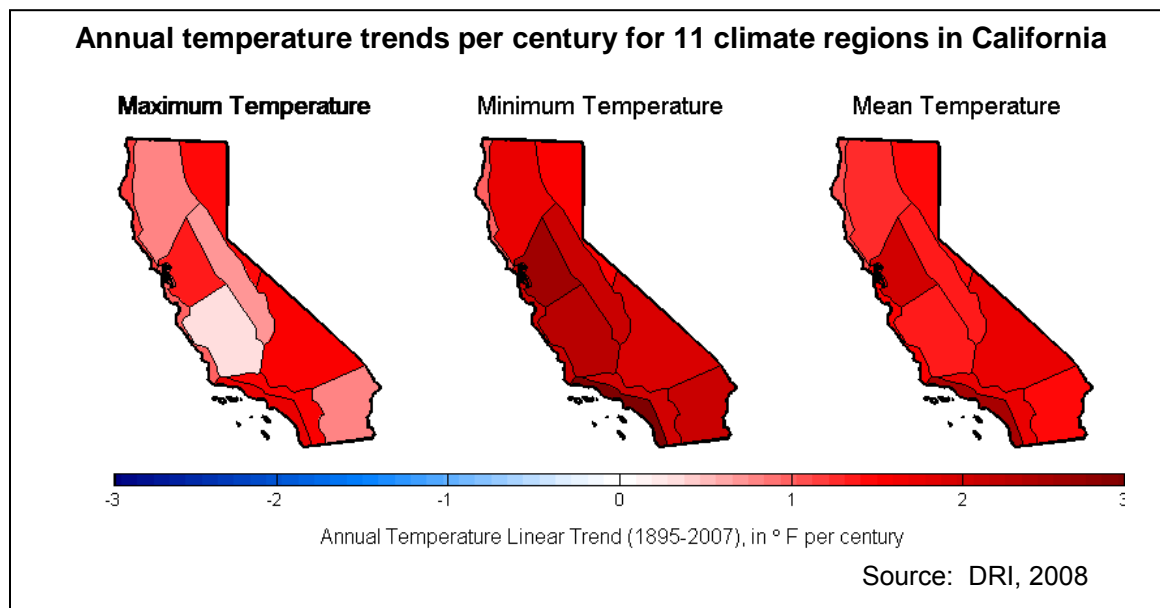 Annual temperature trends per century for 11 climate regions in California
Maximum Temperature
Minimum Temperature
Mean Temperature
-3 -1 0 1 2 3
Annual Temperature Linear Trend (1895-2007), in ° F per century
Source: DRI, 2008